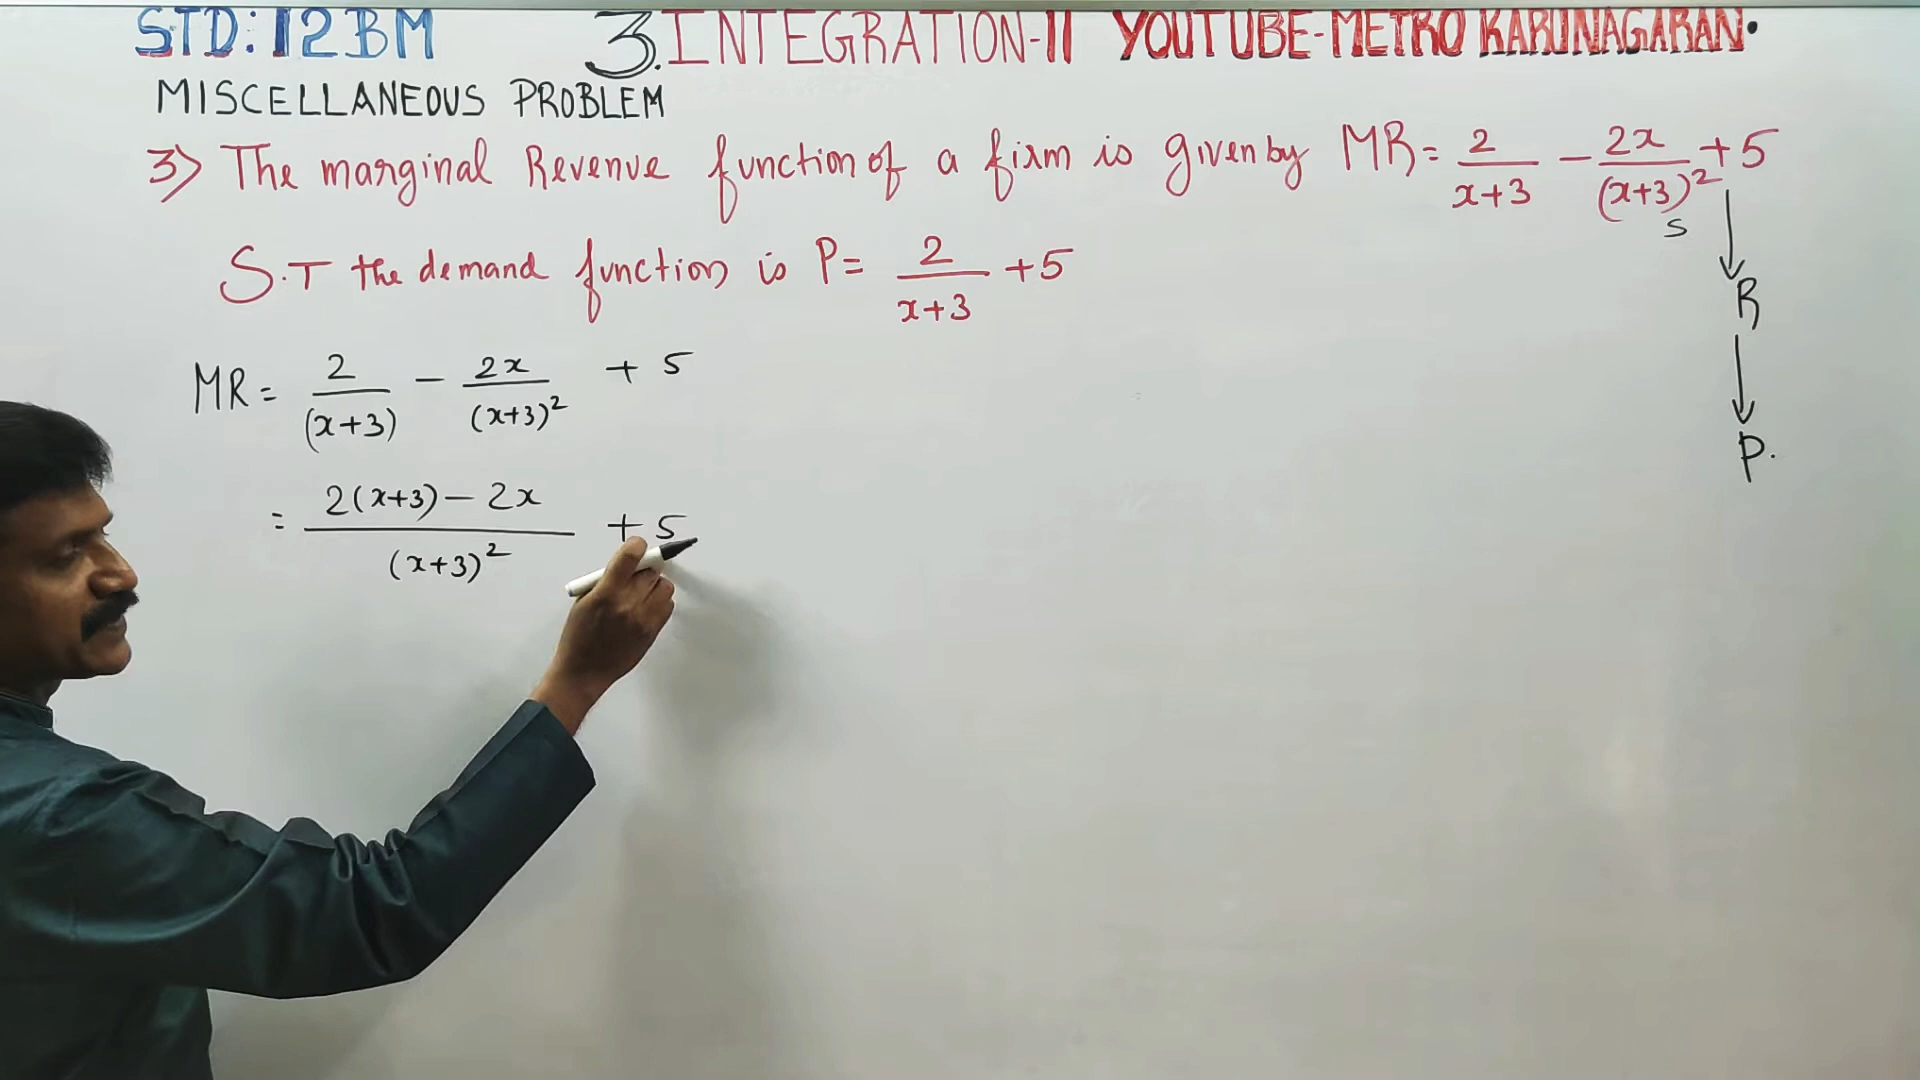 STD: 12 BM 3. INTEGRATION-II YOUTUBE-METRO KARUNAGARAN.
MISCELLANEOUS PROBLEM
3) The marginal Revenue function of a firm is given by MR = 2/(x+3) - 2x/(x+3)² + 5
S
S.T the demand function is P = 2/(x+3) + 5
R
P.
MR = 2/(x+3) - 2x/(x+3)² + 5
= (2(x+3) - 2x)/(x+3)² + 5